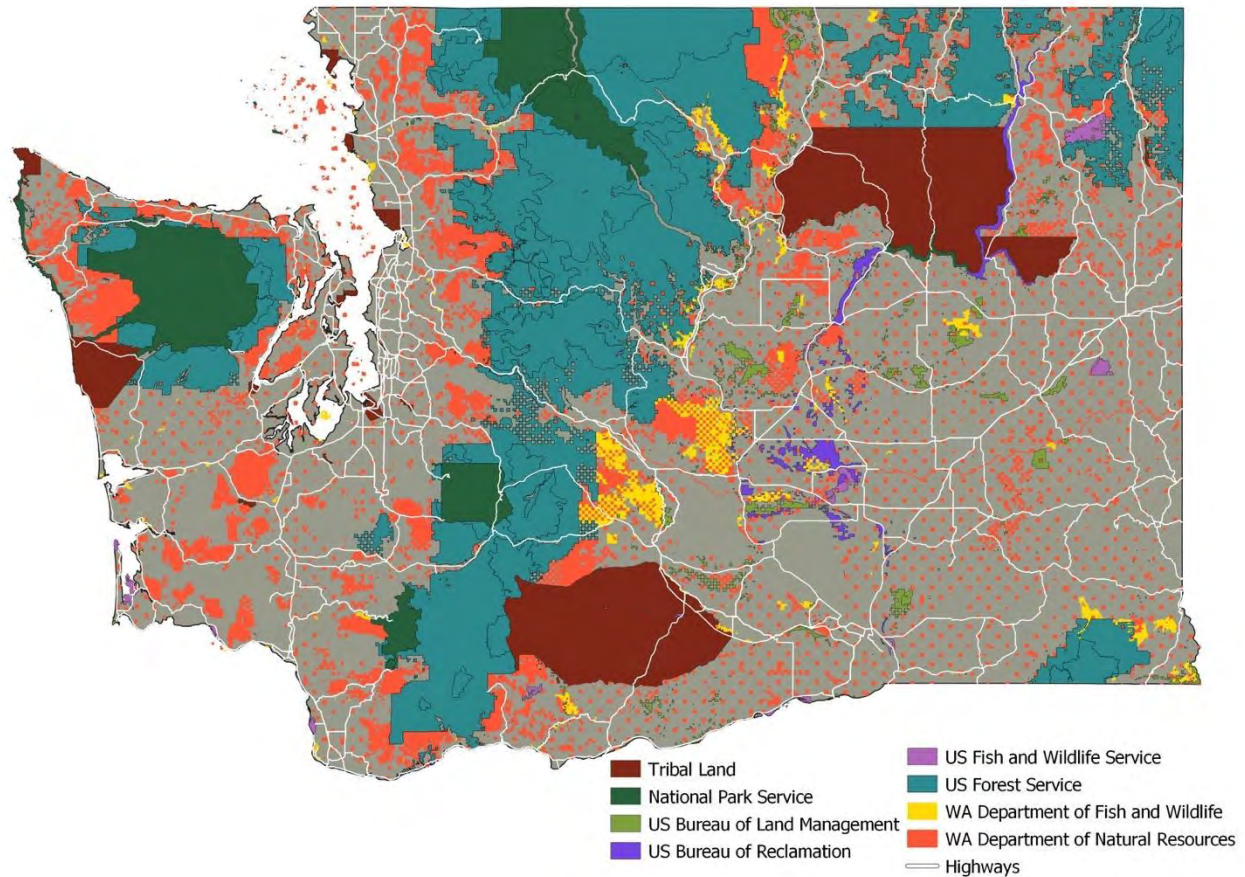 Tribal Land
National Park Service
US Bureau of Land Management
US Bureau of Reclamation
US Fish and Wildlife Service
US Forest Service
WA Department of Fish and Wildlife
WA Department of Natural Resources
Highways